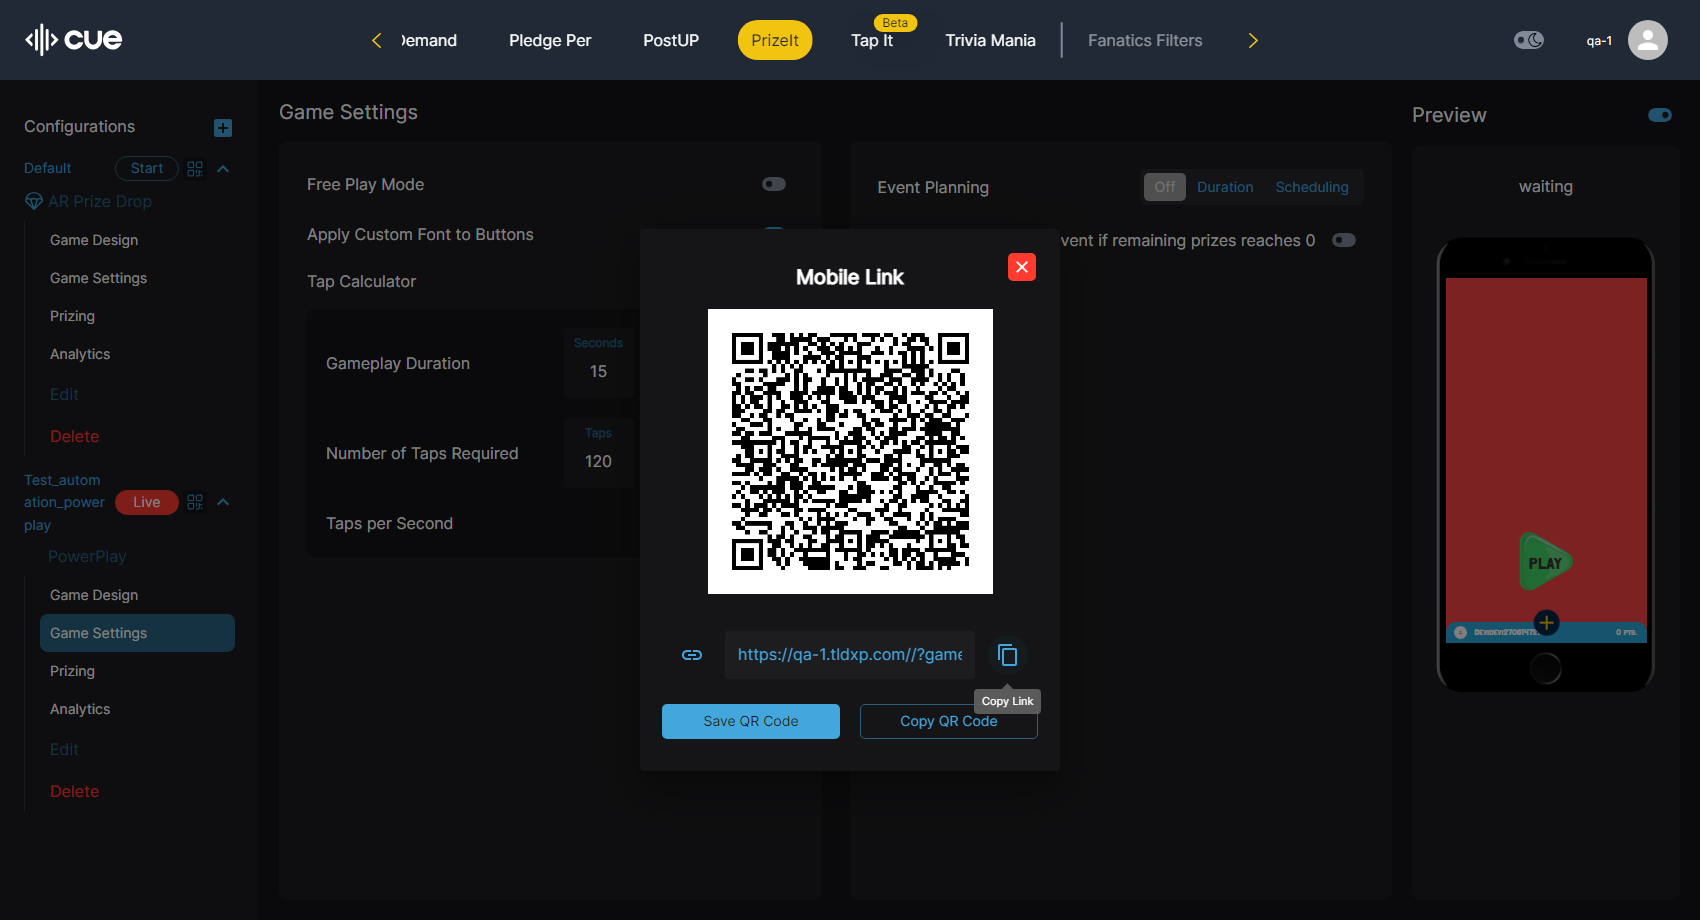 cue
Demand
Pledge Per
PostUP
PrizeIt
Tap It
Beta
Trivia Mania
Fanatics Filters
qa-1
Configurations
Default
Start
AR Prize Drop
Game Design
Game Settings
Prizing
Analytics
Edit
Delete
Test_autom
ation_power
play
Live
PowerPlay
Game Design
Game Settings
Prizing
Analytics
Edit
Delete
Game Settings
Free Play Mode
Apply Custom Font to Buttons
Tap Calculator
Gameplay Duration
Seconds
15
Number of Taps Required
Taps
120
Taps per Second
Event Planning
Off
Duration
Scheduling
vent if remaining prizes reaches 0
Mobile Link
https://qa-1.tldxp.com//?game
Copy Link
Save QR Code
Copy QR Code
Preview
waiting
PLAY
0 PTS.